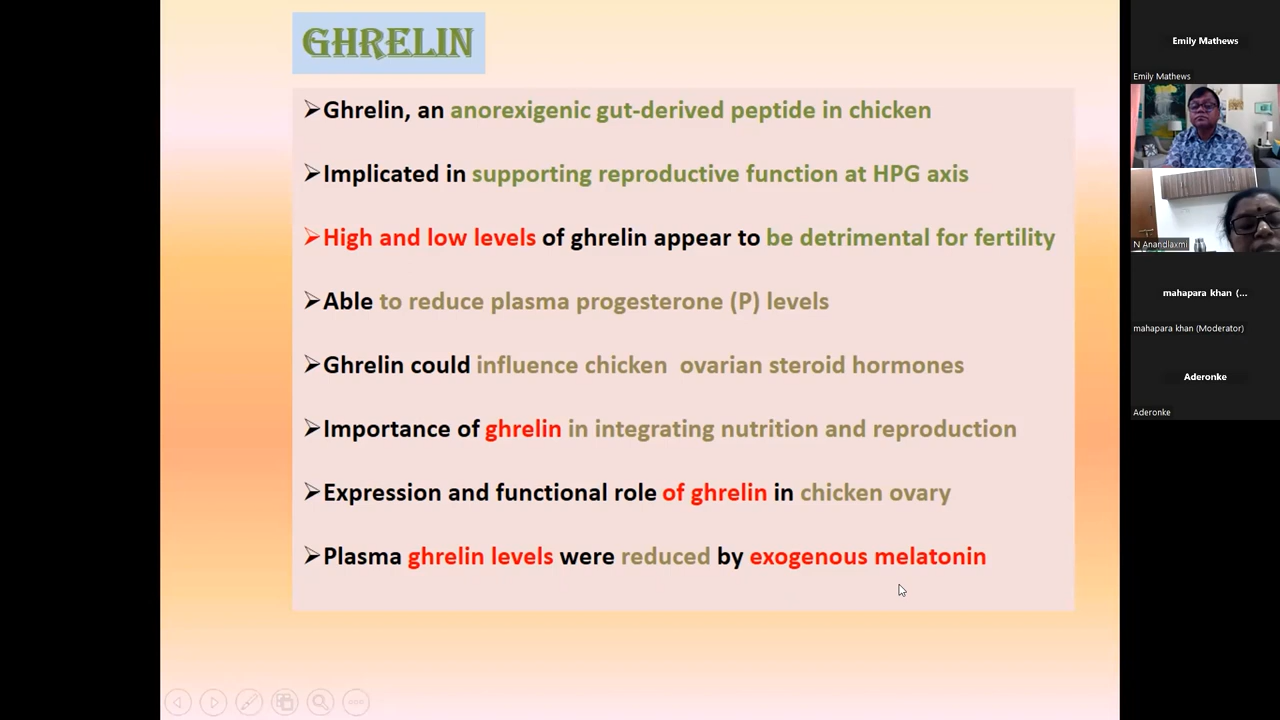 GHRELIN
➢Ghrelin, an anorexigenic gut-derived peptide in chicken
➢Implicated in supporting reproductive function at HPG axis
➢High and low levels of ghrelin appear to be detrimental for fertility
➢Able to reduce plasma progesterone (P) levels
➢Ghrelin could influence chicken ovarian steroid hormones
➢Importance of ghrelin in integrating nutrition and reproduction
➢Expression and functional role of ghrelin in chicken ovary
➢Plasma ghrelin levels were reduced by exogenous melatonin
Emily Mathews
Emily Mathews
N Anandlaxmi
mahapara khan (...
mahapara khan (Moderator)
Aderonke
Aderonke